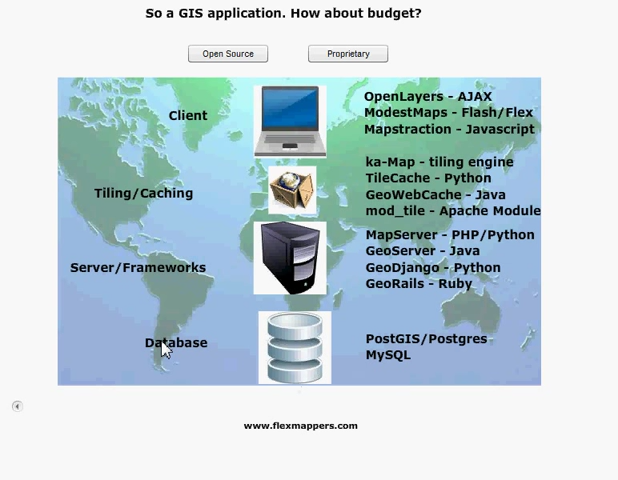 So a GIS application. How about budget?
Open Source
Proprietary
Client
OpenLayers - AJAX
ModestMaps - Flash/Flex
Mapstraction - Javascript
Tiling/Caching
ka-Map - tiling engine
TileCache - Python
GeoWebCache - Java
mod_tile - Apache Module
Server/Frameworks
MapServer - PHP/Python
GeoServer - Java
GeoDjango - Python
GeoRails - Ruby
Database
PostGIS/Postgres
MySQL
www.flexmappers.com